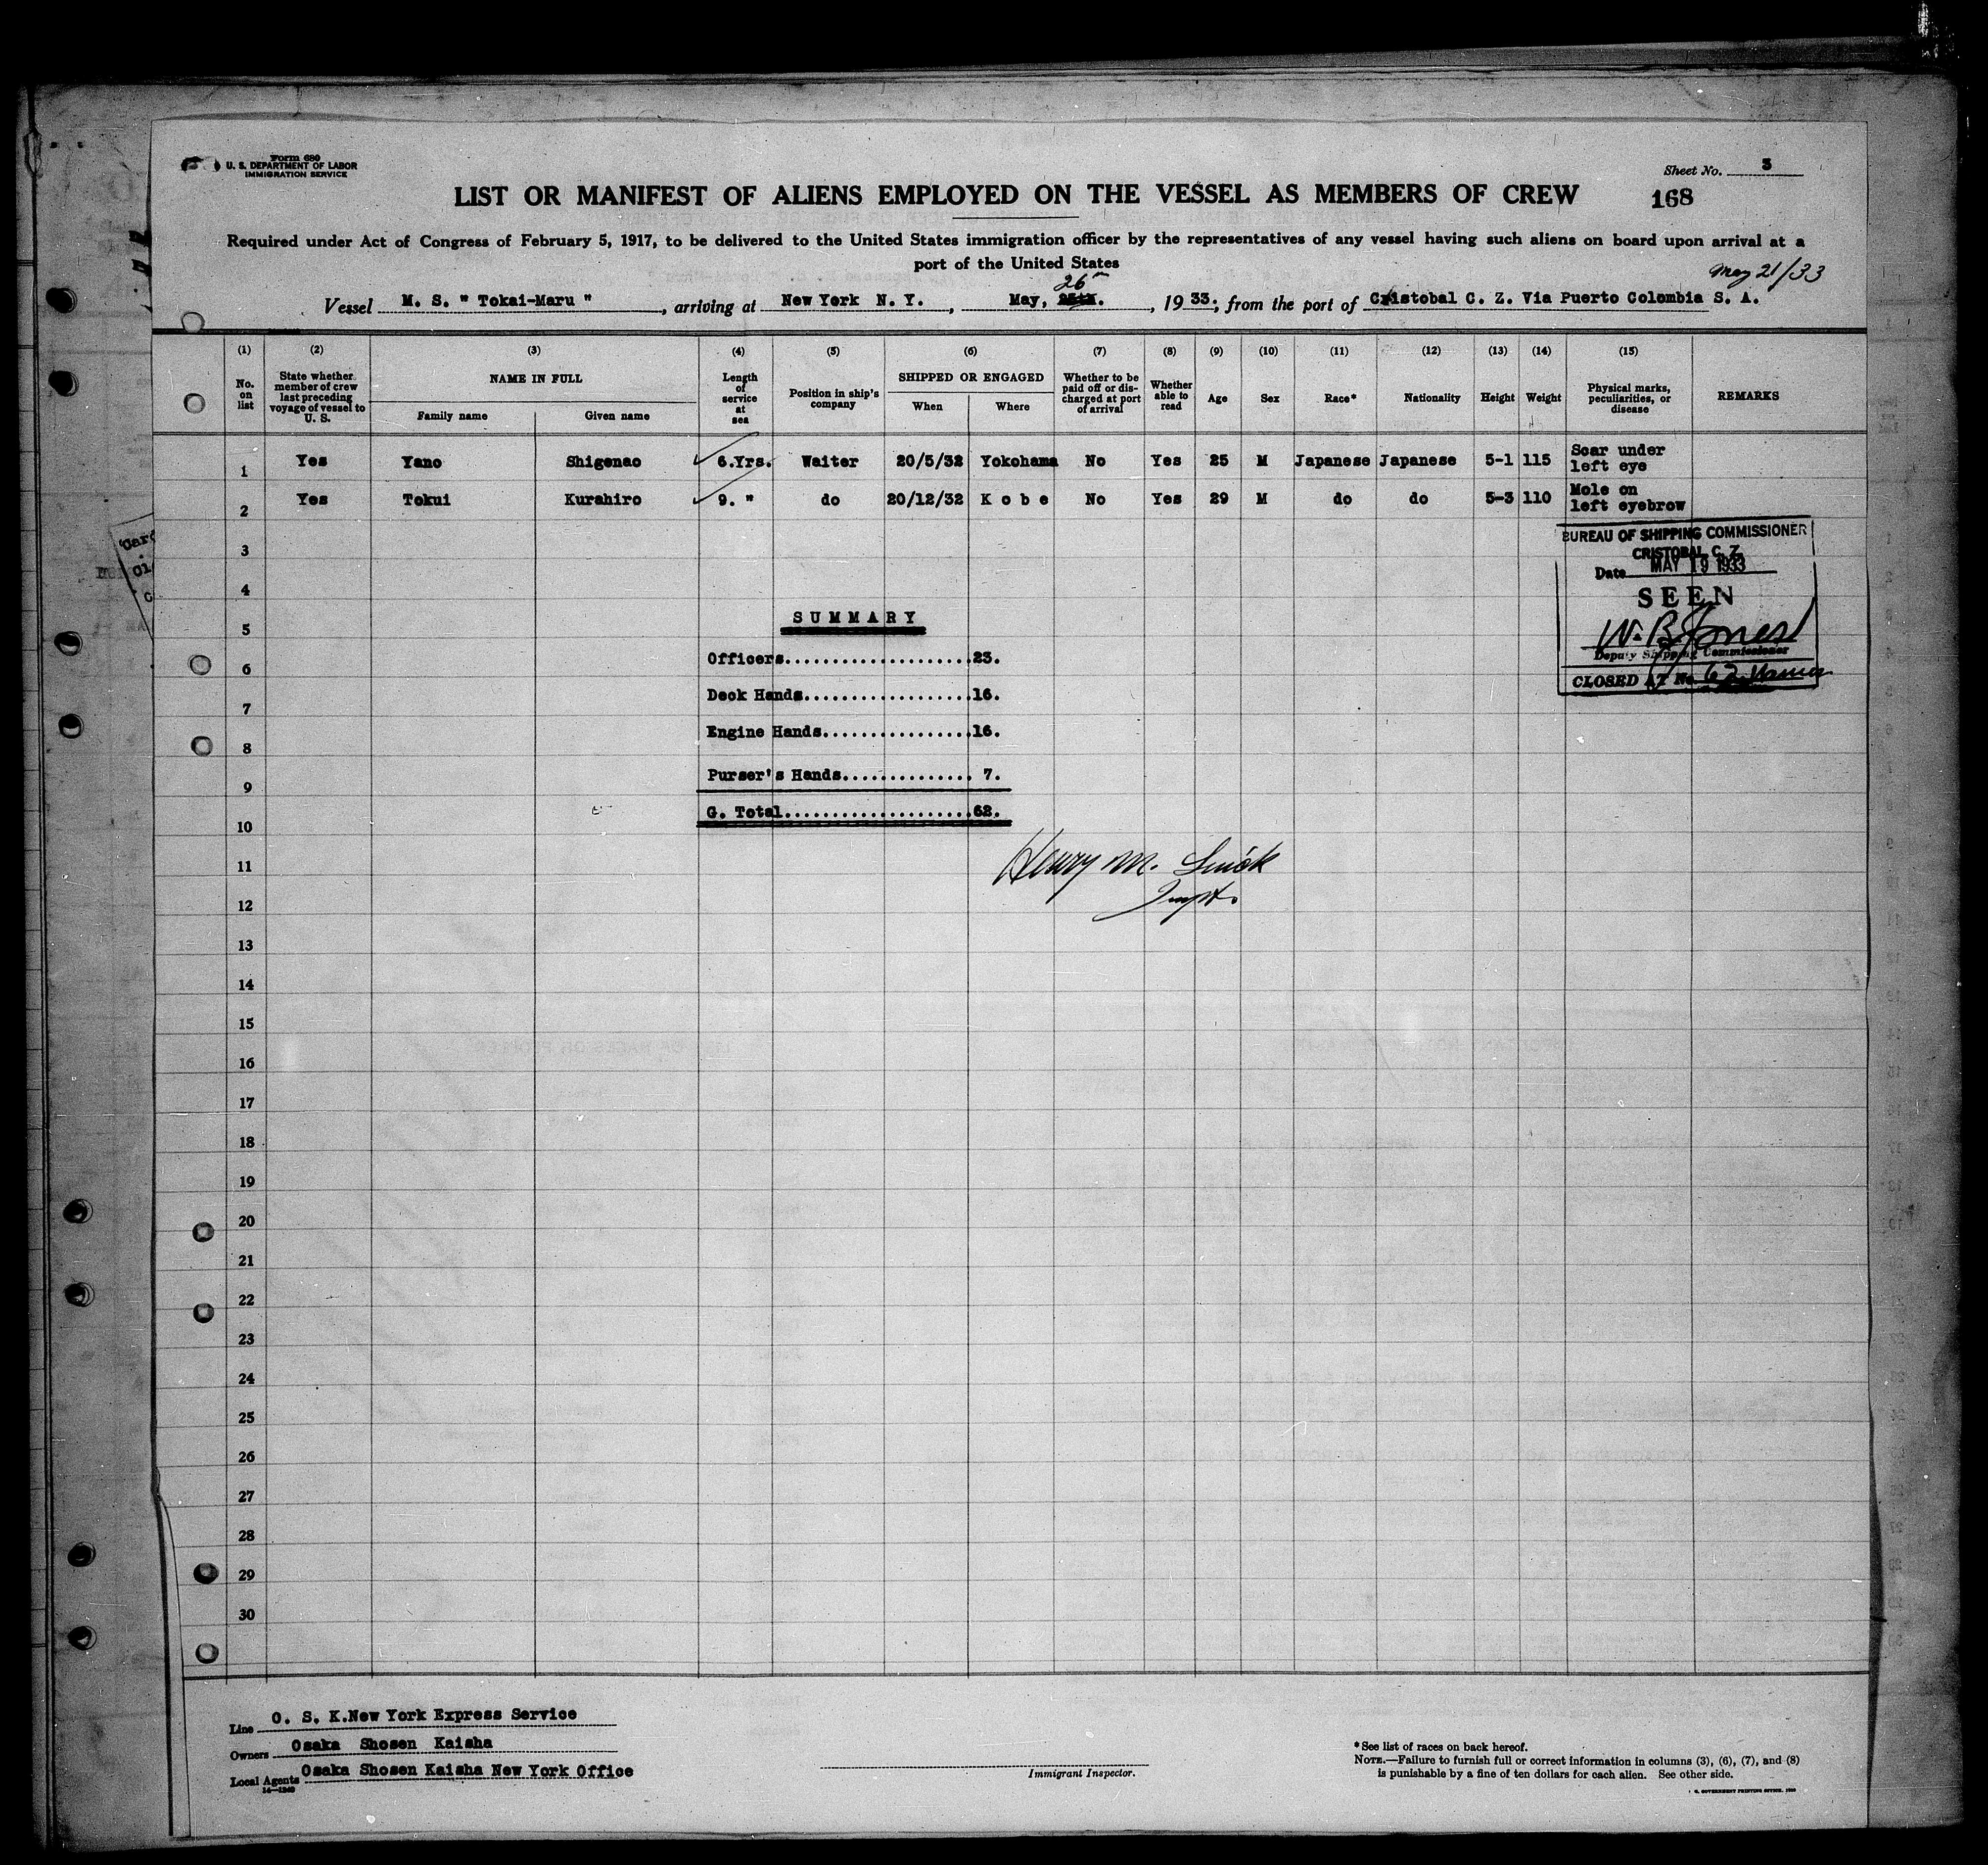 Form 680
U. S. DEPARTMENT OF LABOR
IMMIGRATION SERVICE
Sheet No. 3
LIST OR MANIFEST OF ALIENS EMPLOYED ON THE VESSEL AS MEMBERS OF CREW
168
Required under Act of Congress of February 5, 1917, to be delivered to the United States immigration officer by the representatives of any vessel having such aliens on board upon arrival at a
port of the United States
May 21/33
26
Vessel M. S. " Tokai-Maru ", arriving at New York N. Y., May, 25th., 1933; from the port of Cristobal C. Z. Via Puerto Colombia S. A.
(1) (2) (3) (4) (5) (6) (7) (8) (9) (10) (11) (12) (13) (14) (15)
No. on list
State whether member of crew last preceding voyage of vessel to U. S.
NAME IN FULL
Family name Given name
Length of service at sea
Position in ship's company
SHIPPED OR ENGAGED
When Where
Whether to be paid off or discharged at port of arrival
Whether able to read
Age Sex Race* Nationality Height Weight
Physical marks, peculiarities, or disease
REMARKS
1 Yes Yano Shigenao 6.Yrs. Waiter 20/5/32 Yokohama No Yes 25 M Japanese Japanese 5-1 115 Scar under left eye
2 Yes Tokui Kurahiro 9. " do 20/12/32 K o b e No Yes 29 M do do 5-3 110 Mole on left eyebrow
BUREAU OF SHIPPING COMMISSIONER
CRISTOBAL C. Z.
Date MAY 19 1933
SEEN
W. B. Jones
Deputy Shipping Commissioner
CLOSED AT No. 62 Names
3
4
5
6
7
8
9
10
11
12
13
14
15
16
17
18
19
20
21
22
23
24
25
26
27
28
29
30
S U M M A R Y
Officers....................23.
Deck Hands..................16.
Engine Hands................16.
Purser's Hands.............. 7.
G. Total....................62.
Henry M.
Line O. S. K.New York Express Service
Owners Osaka Shosen Kaisha
Local Agents Osaka Shosen Kaisha New York Office
14—1240
Immigrant Inspector.
* See list of races on back hereof.
NOTE.—Failure to furnish full or correct information in columns (3), (6), (7), and (8)
is punishable by a fine of ten dollars for each alien. See other side.